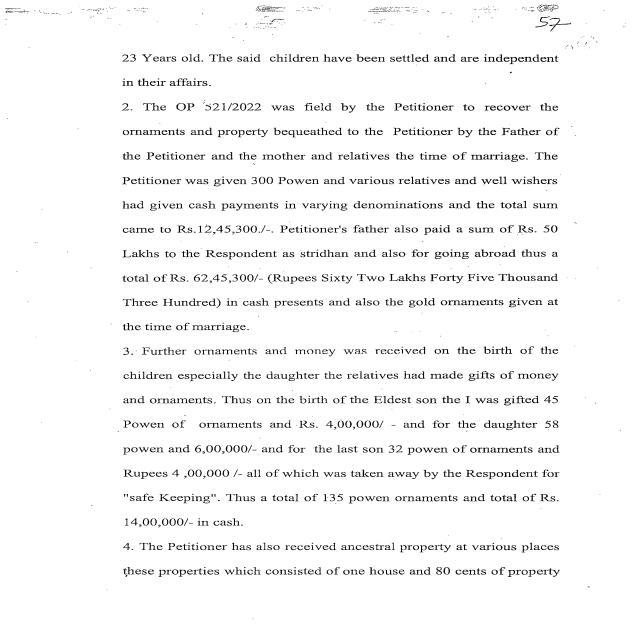 57
23 Years old. The said children have been settled and are independent
in their affairs.
2. The OP 521/2022 was field by the Petitioner to recover the
ornaments and property bequeathed to the Petitioner by the Father of
the Petitioner and the mother and relatives the time of marriage. The
Petitioner was given 300 Powen and various relatives and well wishers
had given cash payments in varying denominations and the total sum
came to Rs.12,45,300./-. Petitioner's father also paid a sum of Rs. 50
Lakhs to the Respondent as stridhan and also for going abroad thus a
total of Rs. 62,45,300/- (Rupees Sixty Two Lakhs Forty Five Thousand
Three Hundred) in cash presents and also the gold ornaments given at
the time of marriage.
3. Further ornaments and money was received on the birth of the
children especially the daughter the relatives had made gifts of money
and ornaments. Thus on the birth of the Eldest son the I was gifted 45
Powen of ornaments and Rs. 4,00,000/ - and for the daughter 58
powen and 6,00,000/- and for the last son 32 powen of ornaments and
Rupees 4 ,00,000 /- all of which was taken away by the Respondent for
"safe Keeping". Thus a total of 135 powen ornaments and total of Rs.
14,00,000/- in cash.
4. The Petitioner has also received ancestral property at various places
these properties which consisted of one house and 80 cents of property